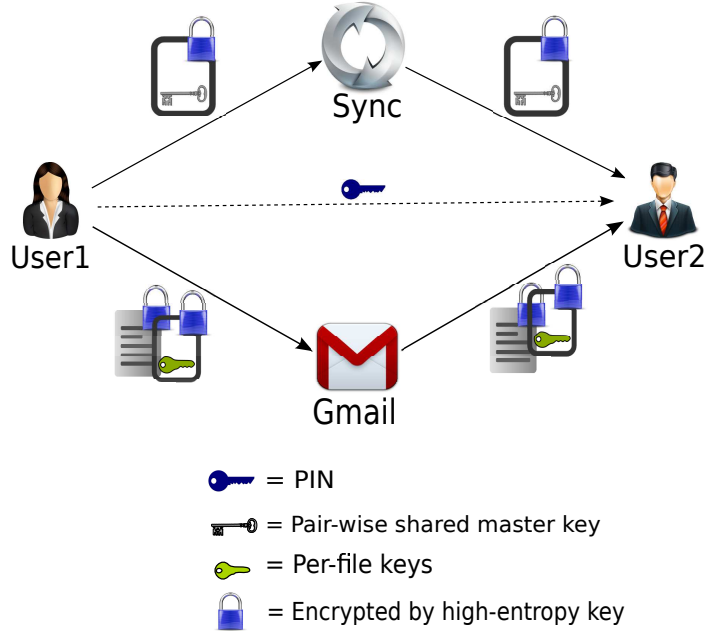 Sync
User1
User2
Gmail
= PIN
= Pair-wise shared master key
= Per-file keys
= Encrypted by high-entropy key